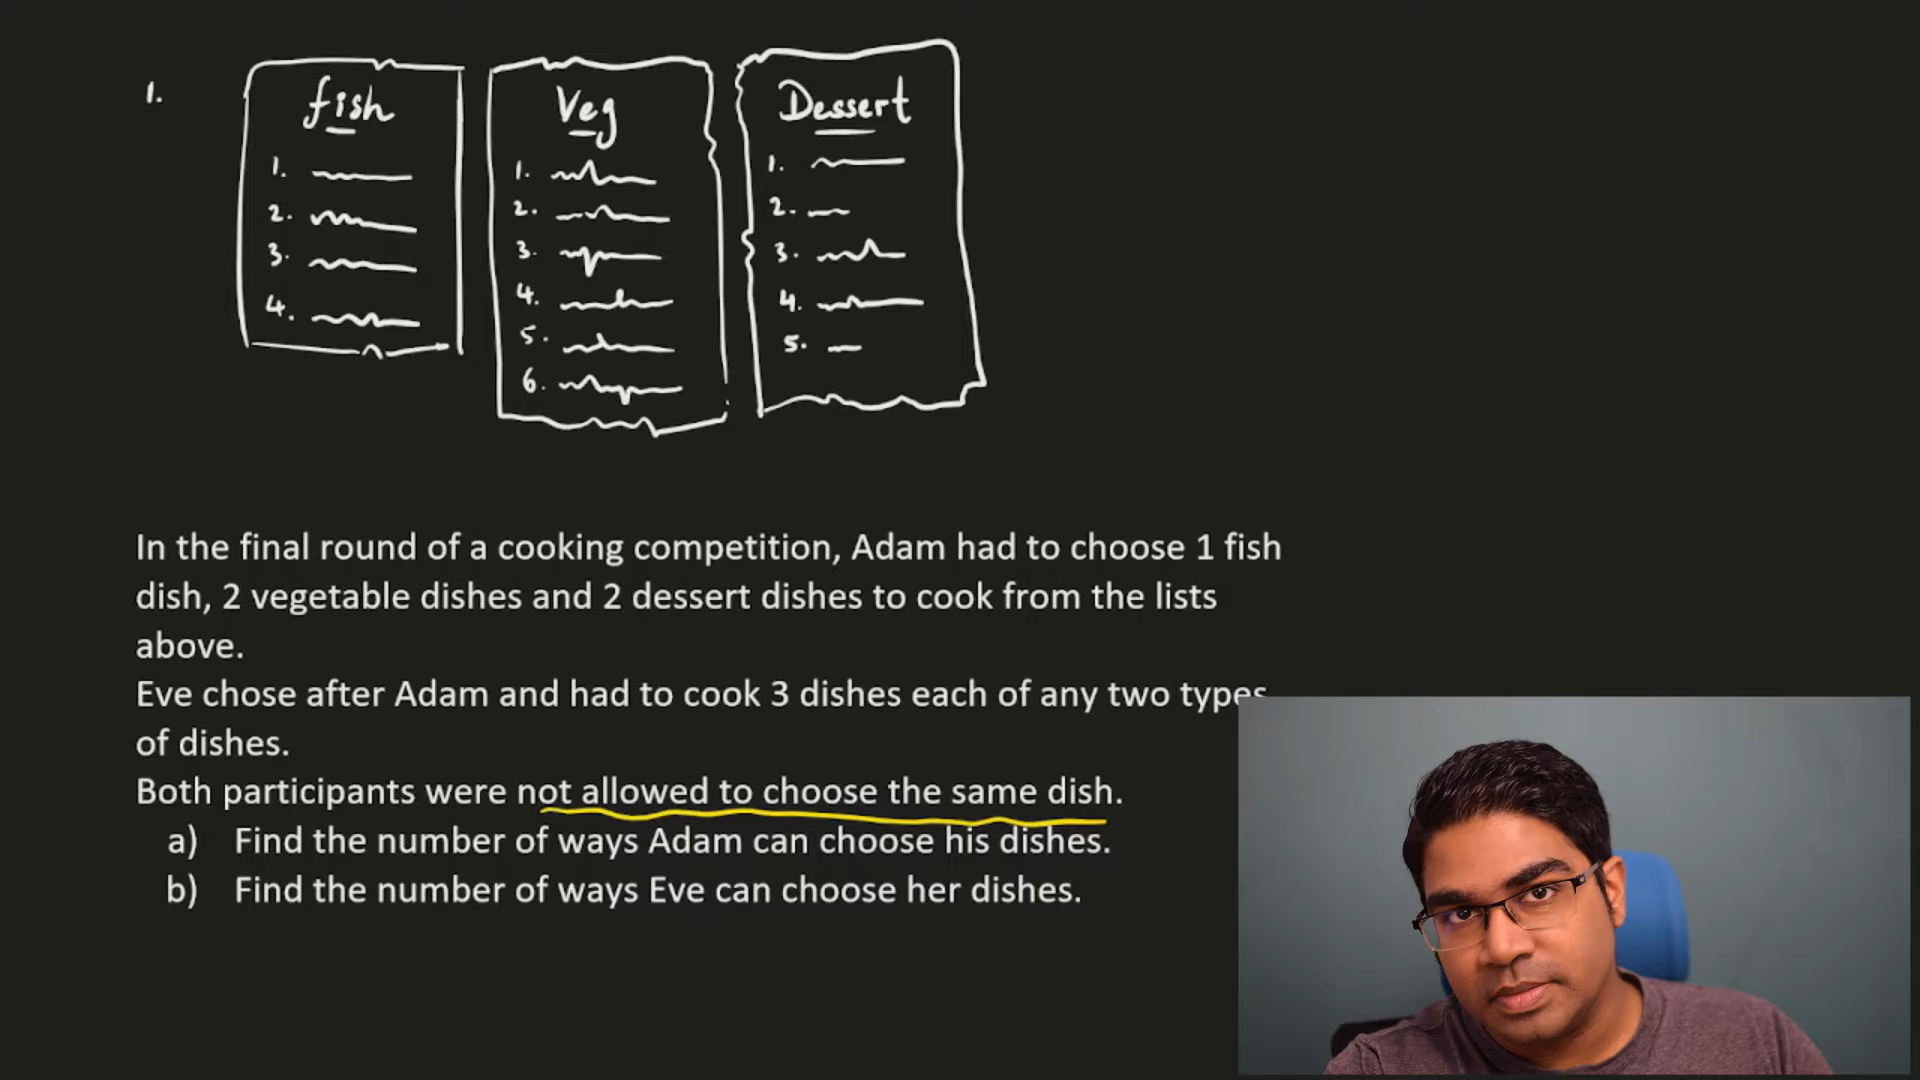 1.
fish
1.
2.
3.
4.
Veg
1.
2.
3.
4.
5.
6.
Dessert
1.
2.
3.
4.
5.
In the final round of a cooking competition, Adam had to choose 1 fish
dish, 2 vegetable dishes and 2 dessert dishes to cook from the lists
above.
Eve chose after Adam and had to cook 3 dishes each of any two types
of dishes.
Both participants were not allowed to choose the same dish.
a) Find the number of ways Adam can choose his dishes.
b) Find the number of ways Eve can choose her dishes.